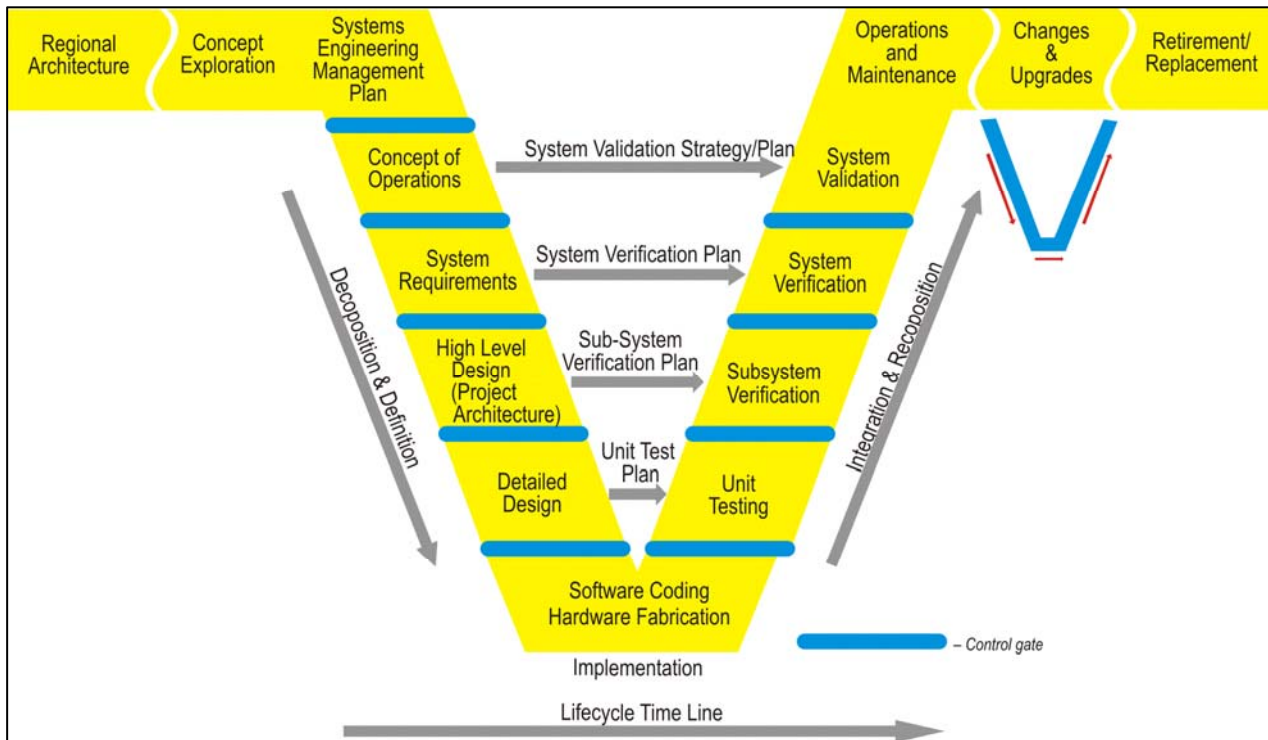 Regional
Architecture
Concept
Exploration
Systems
Engineering
Management
Plan
Operations
and
Maintenance
Changes
&
Upgrades
Retirement/
Replacement
Concept of
Operations
System Validation Strategy/Plan
System
Validation
System
Requirements
System Verification Plan
System
Verification
High Level
Design
(Project
Architecture)
Sub-System
Verification Plan
Subsystem
Verification
Detailed
Design
Unit Test
Plan
Unit
Testing
Decoposition & Definition
Integration & Recoposition
Software Coding
Hardware Fabrication
Implementation
– Control gate
Lifecycle Time Line